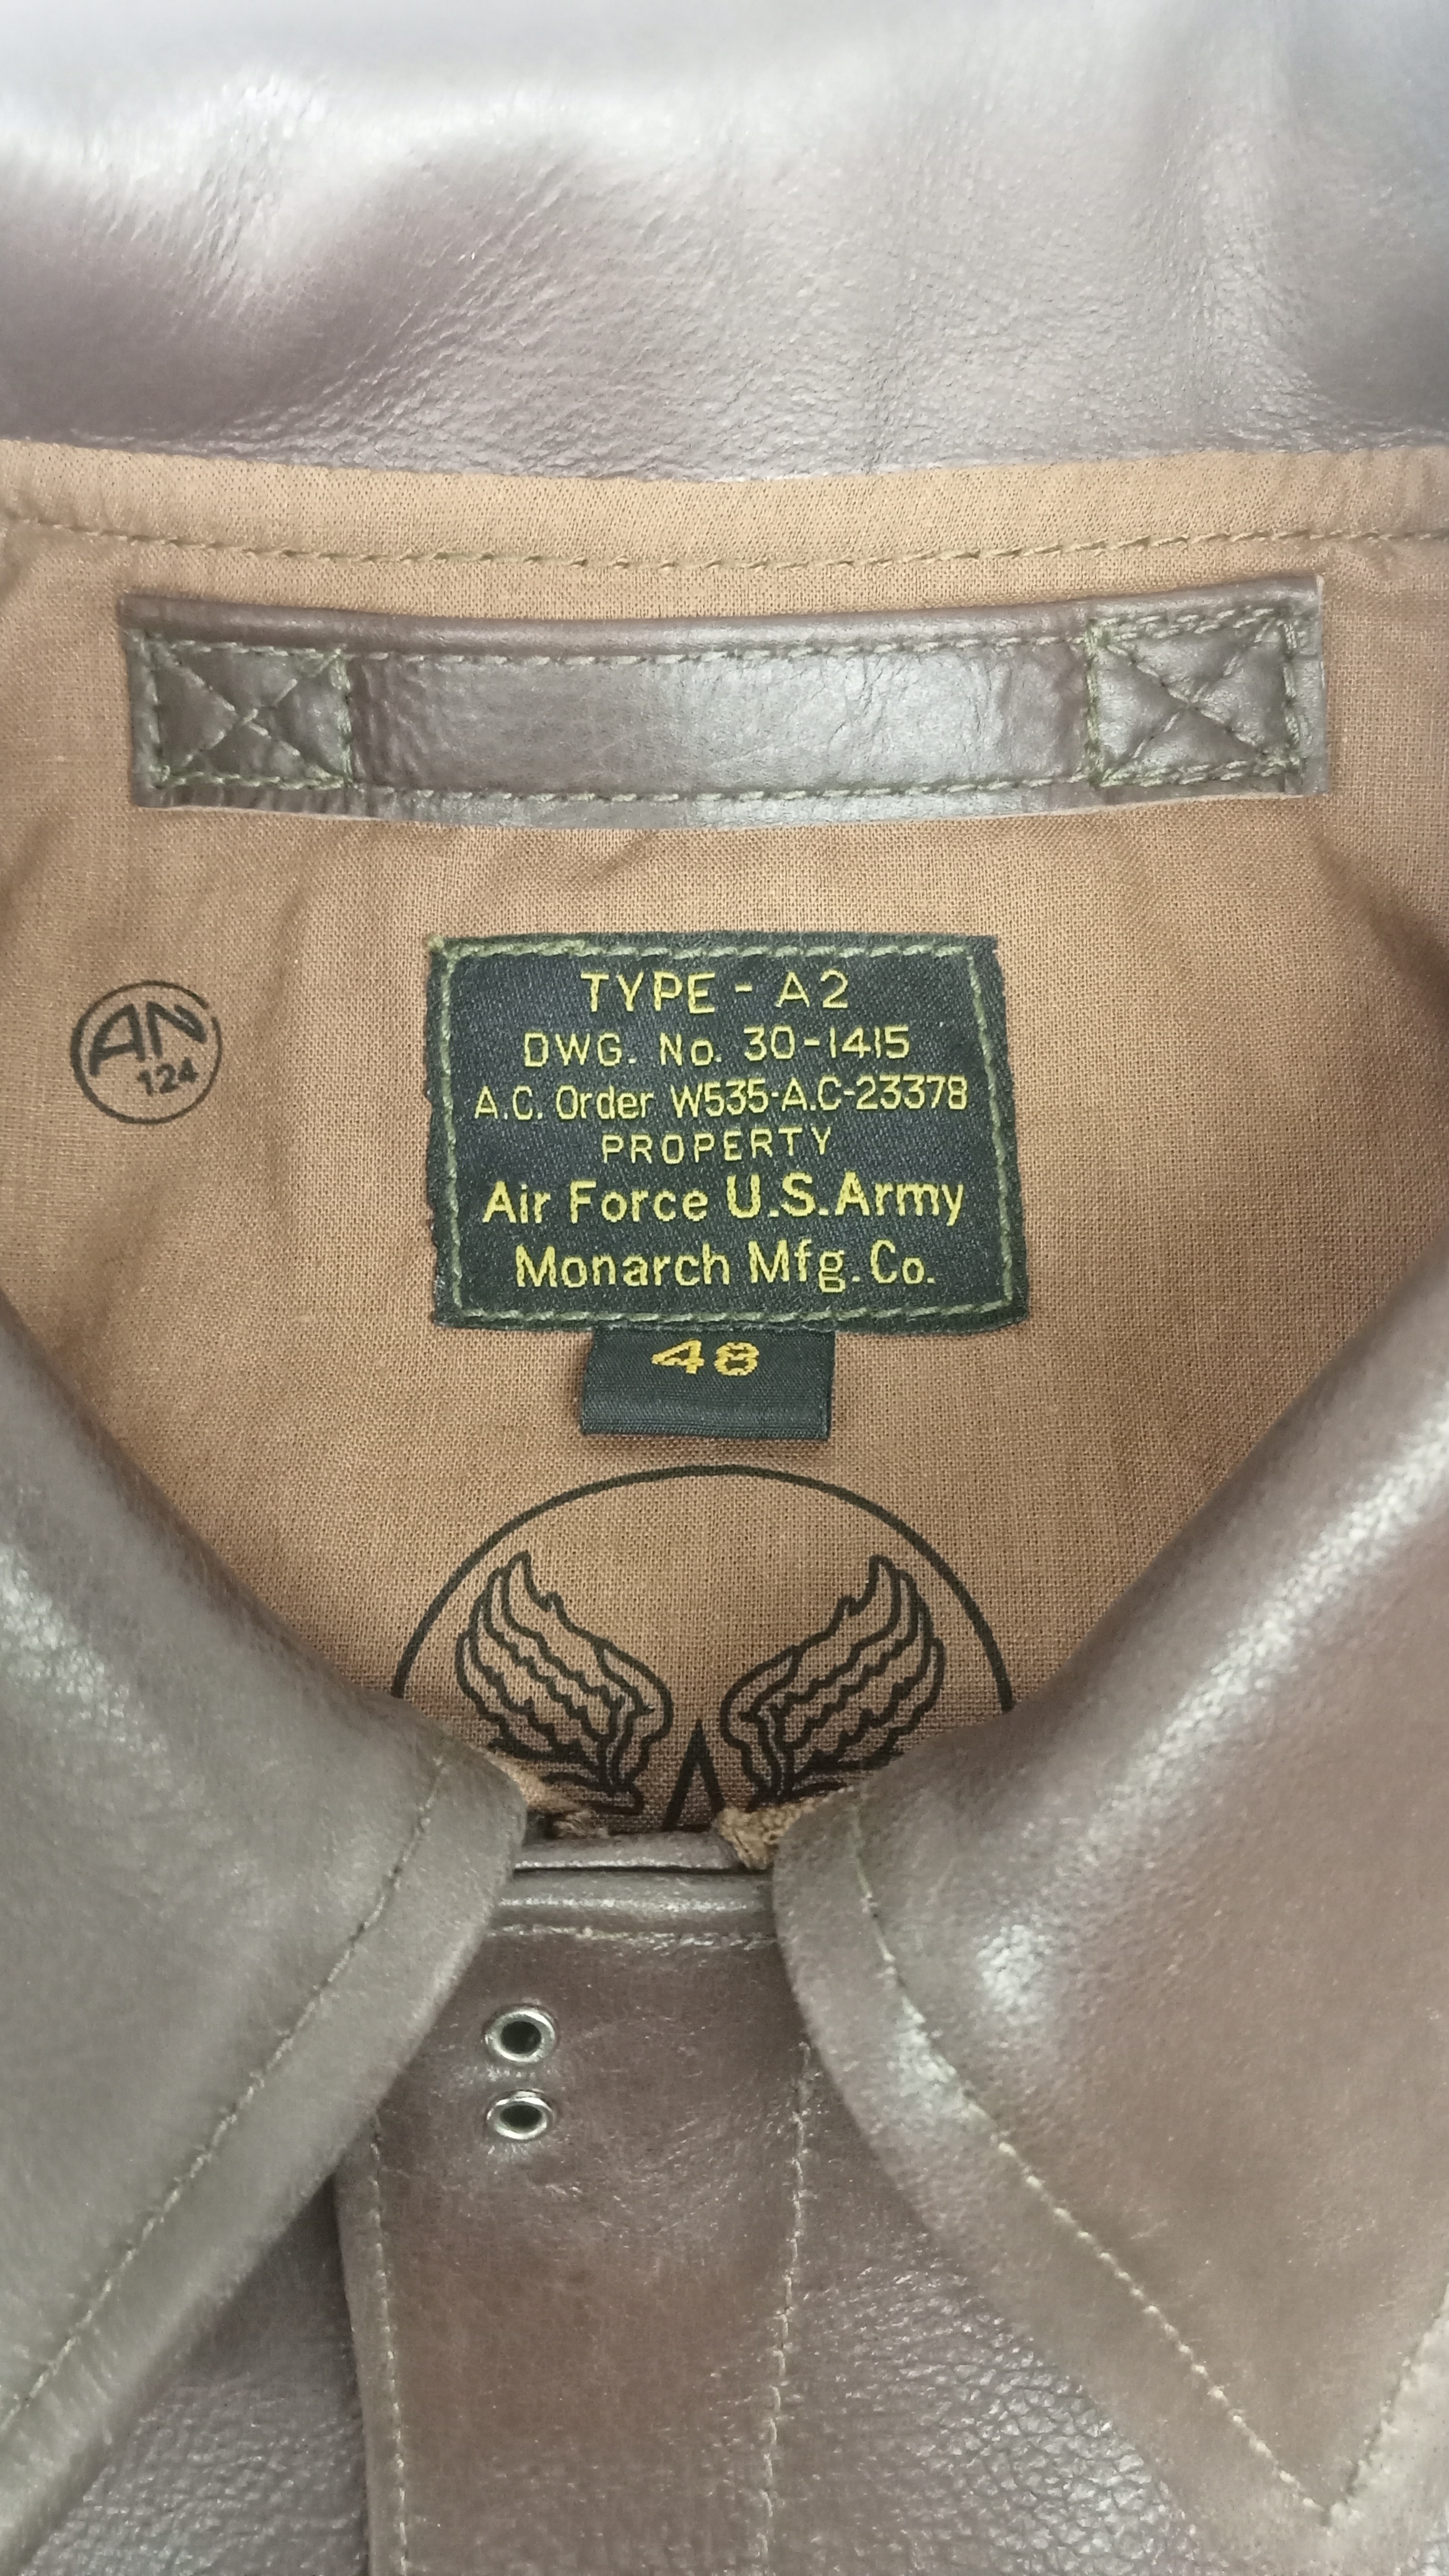 AN
124
TYPE - A2
DWG. No. 30-1415
A.C. Order W535-A.C-23378
PROPERTY
Air Force U.S.Army
Monarch Mfg. Co.
48